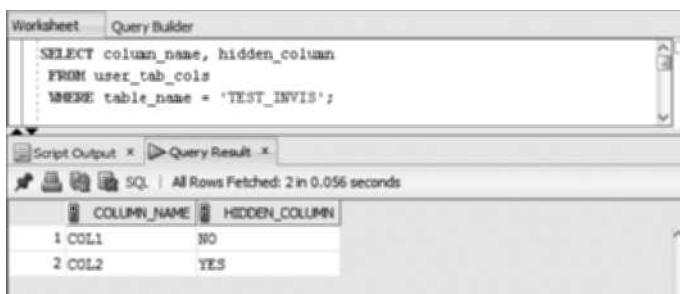 Worksheet Query Builder
SELECT column_name, hidden_column
FROM user_tab_cols
WHERE table_name = 'TEST_INVIS';
Script Output × Query Result ×
SQL | All Rows Fetched: 2 in 0.056 seconds
COLUMN_NAME HIDDEN_COLUMN
1 COL1 NO
2 COL2 YES